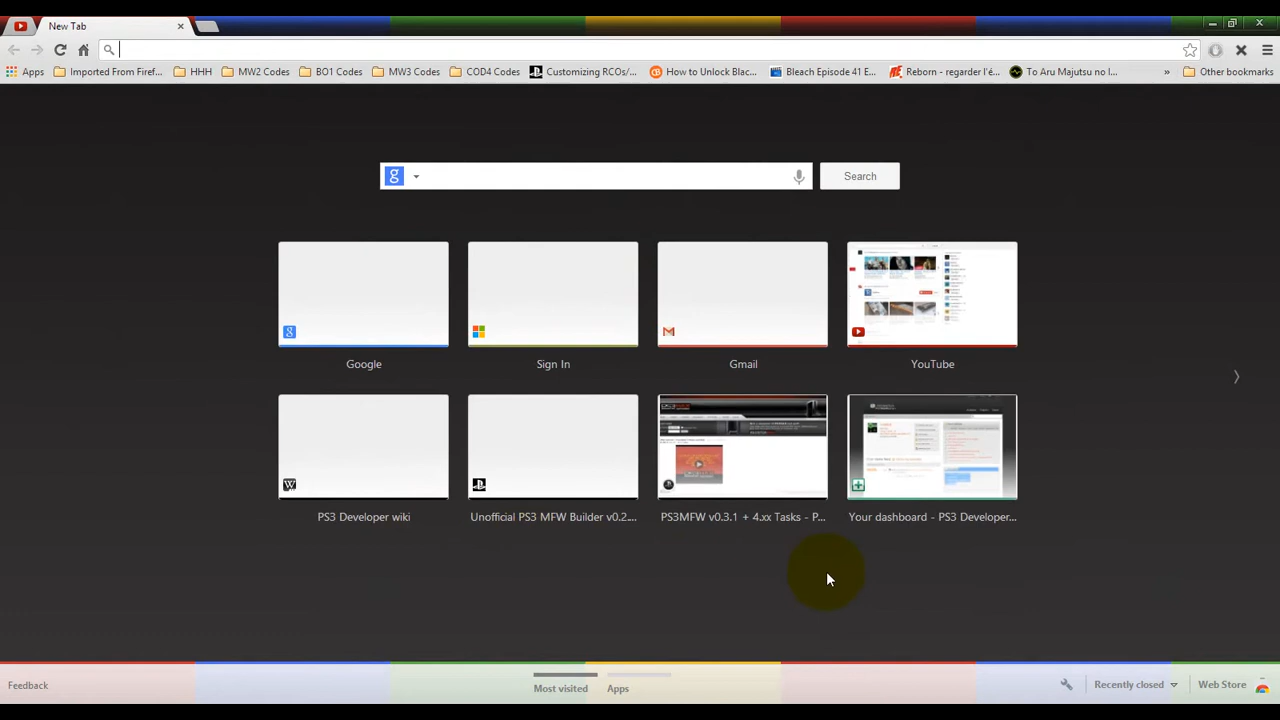 New Tab
Apps Imported From Firef... HHH MW2 Codes BO1 Codes MW3 Codes COD4 Codes Customizing RCOs/... How to Unlock Blac... Bleach Episode 41 E... Reborn - regarder l'é... To Aru Majutsu no I... » Other bookmarks
g Search
Google Sign In Gmail YouTube
PS3 Developer wiki Unofficial PS3 MFW Builder v0.2.... PS3MFW v0.3.1 + 4.xx Tasks - P... Your dashboard - PS3 Developer...
Feedback Most visited Apps Recently closed Web Store